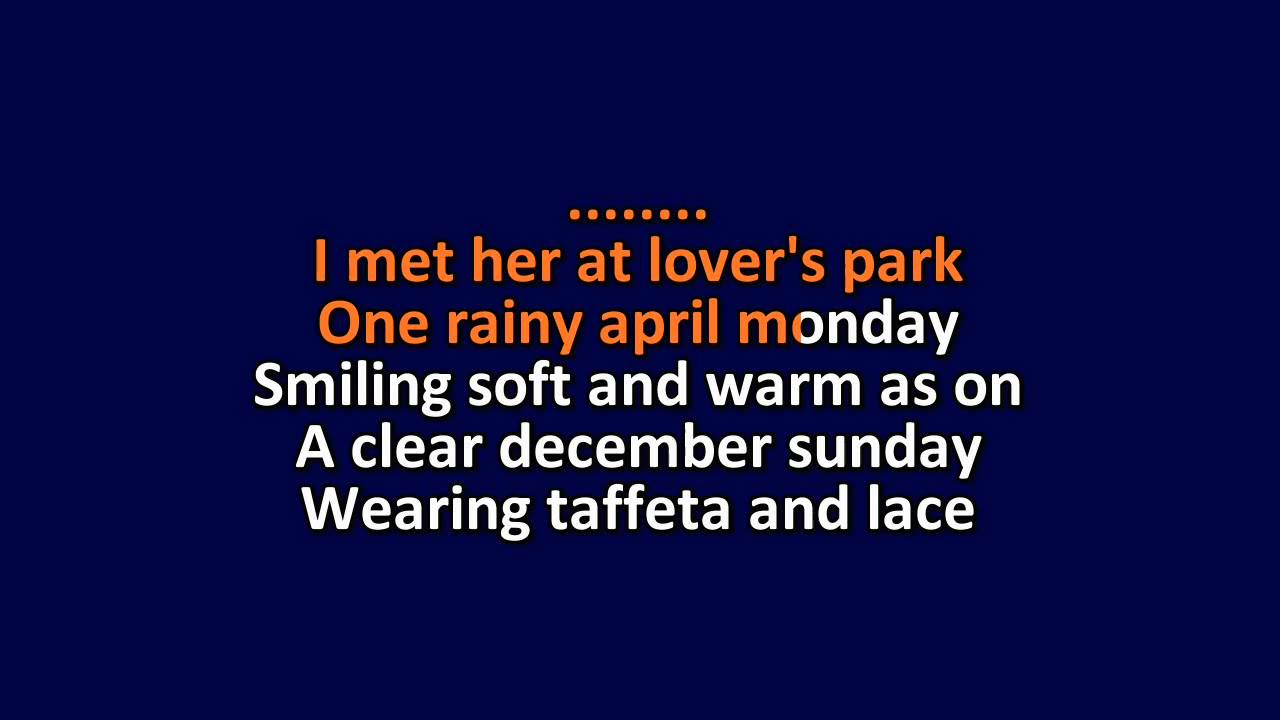 ........
I met her at lover's park
One rainy april monday
Smiling soft and warm as on
A clear december sunday
Wearing taffeta and lace